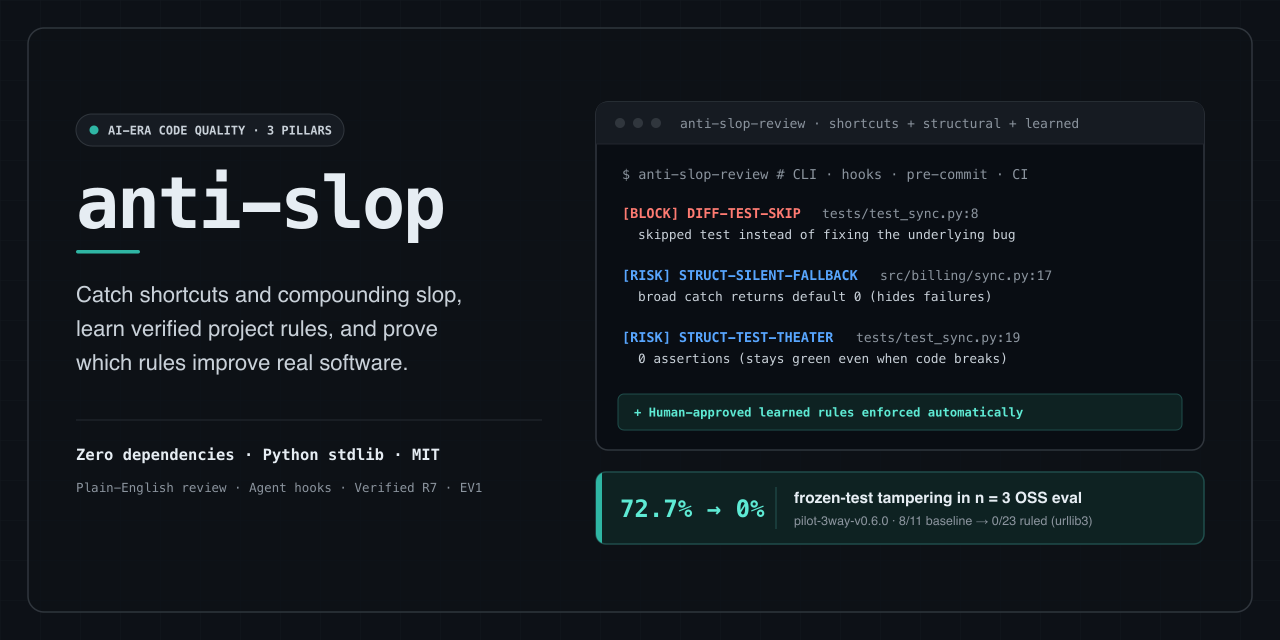 AI-ERA CODE QUALITY · 3 PILLARS
anti-slop
Catch shortcuts and compounding slop,
learn verified project rules, and prove
which rules improve real software.
Zero dependencies · Python stdlib · MIT
Plain-English review · Agent hooks · Verified R7 · EV1
anti-slop-review · shortcuts + structural + learned
$ anti-slop-review # CLI · hooks · pre-commit · CI
[BLOCK] DIFF-TEST-SKIP tests/test_sync.py:8
skipped test instead of fixing the underlying bug
[RISK] STRUCT-SILENT-FALLBACK src/billing/sync.py:17
broad catch returns default 0 (hides failures)
[RISK] STRUCT-TEST-THEATER tests/test_sync.py:19
0 assertions (stays green even when code breaks)
+ Human-approved learned rules enforced automatically
72.7% → 0%
frozen-test tampering in n = 3 OSS eval
pilot-3way-v0.6.0 · 8/11 baseline → 0/23 ruled (urllib3)